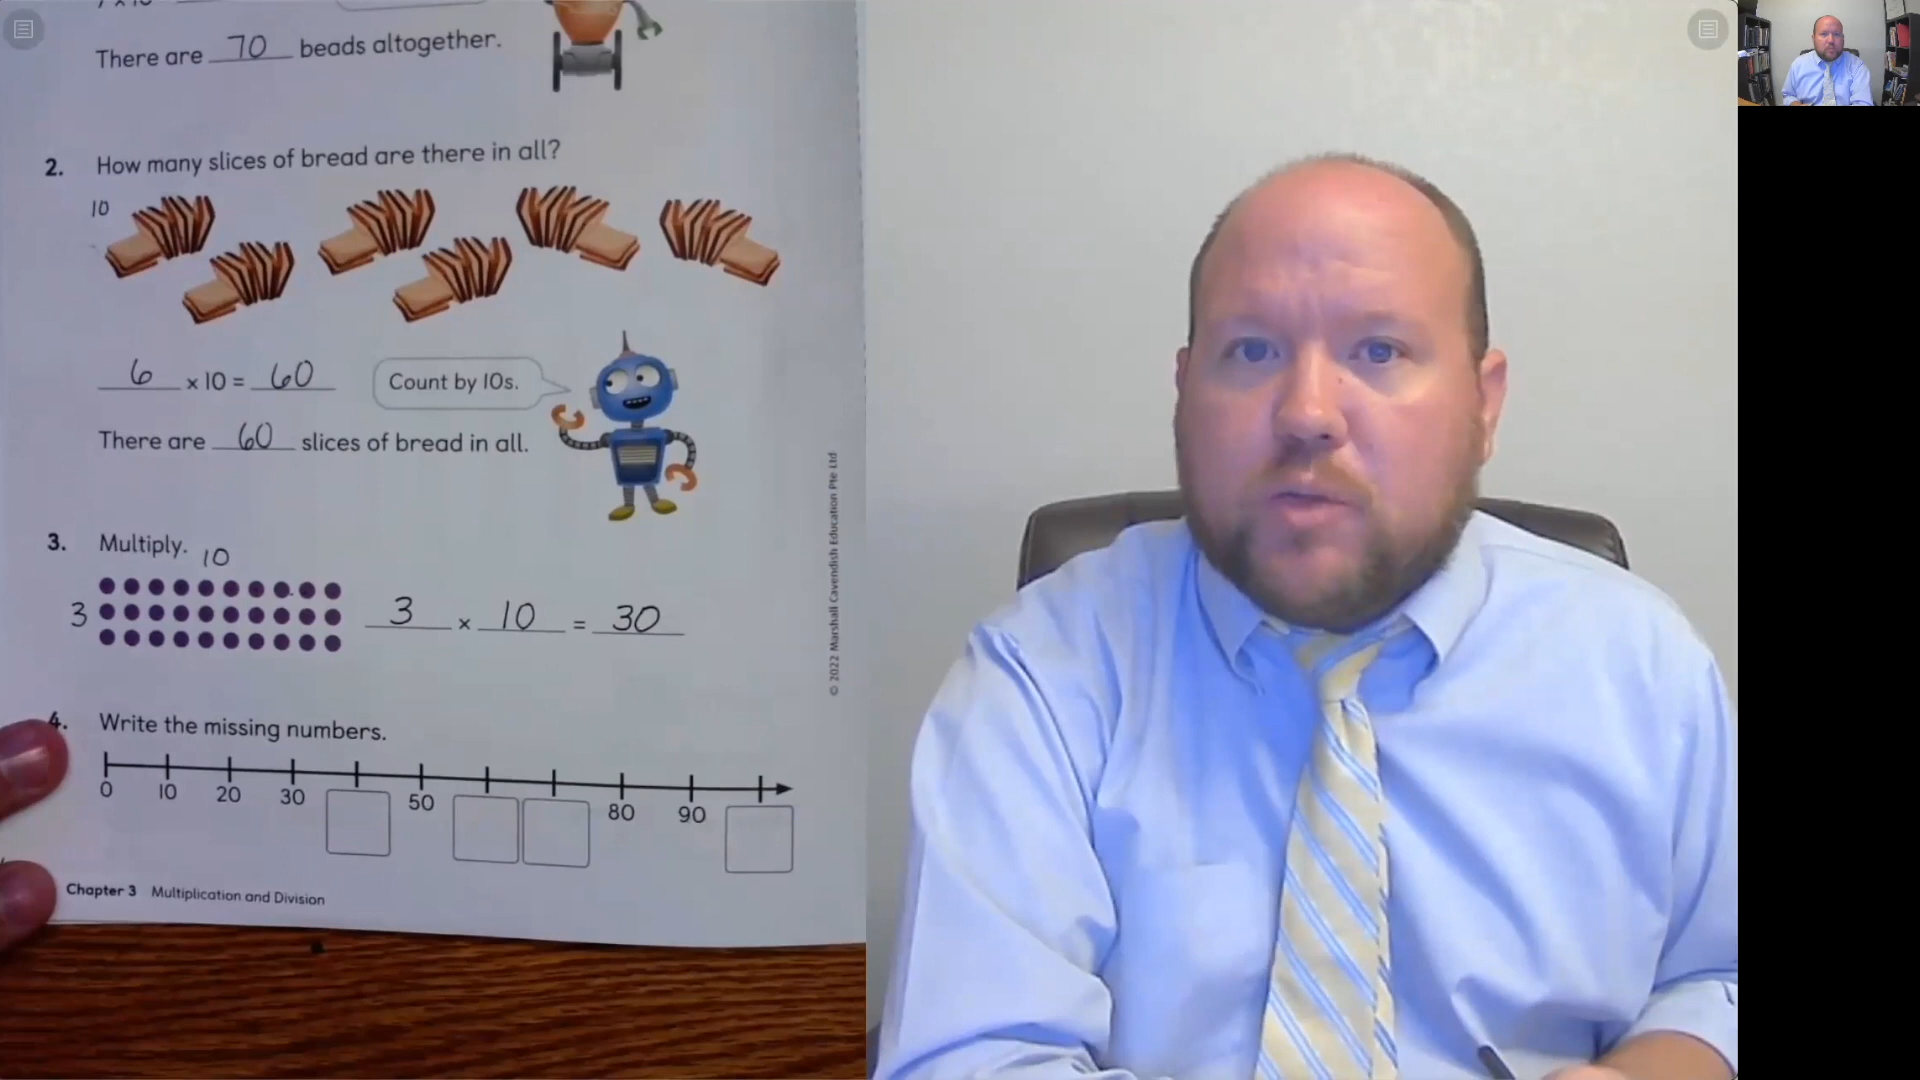 There are 70 beads altogether.
2. How many slices of bread are there in all?
10
6 x 10 = 60
Count by 10s.
There are 60 slices of bread in all.
3. Multiply.
10
3
3 x 10 = 30
4. Write the missing numbers.
0 10 20 30 50 80 90
Chapter 3 Multiplication and Division
© 2022 Marshall Cavendish Education Pte Ltd